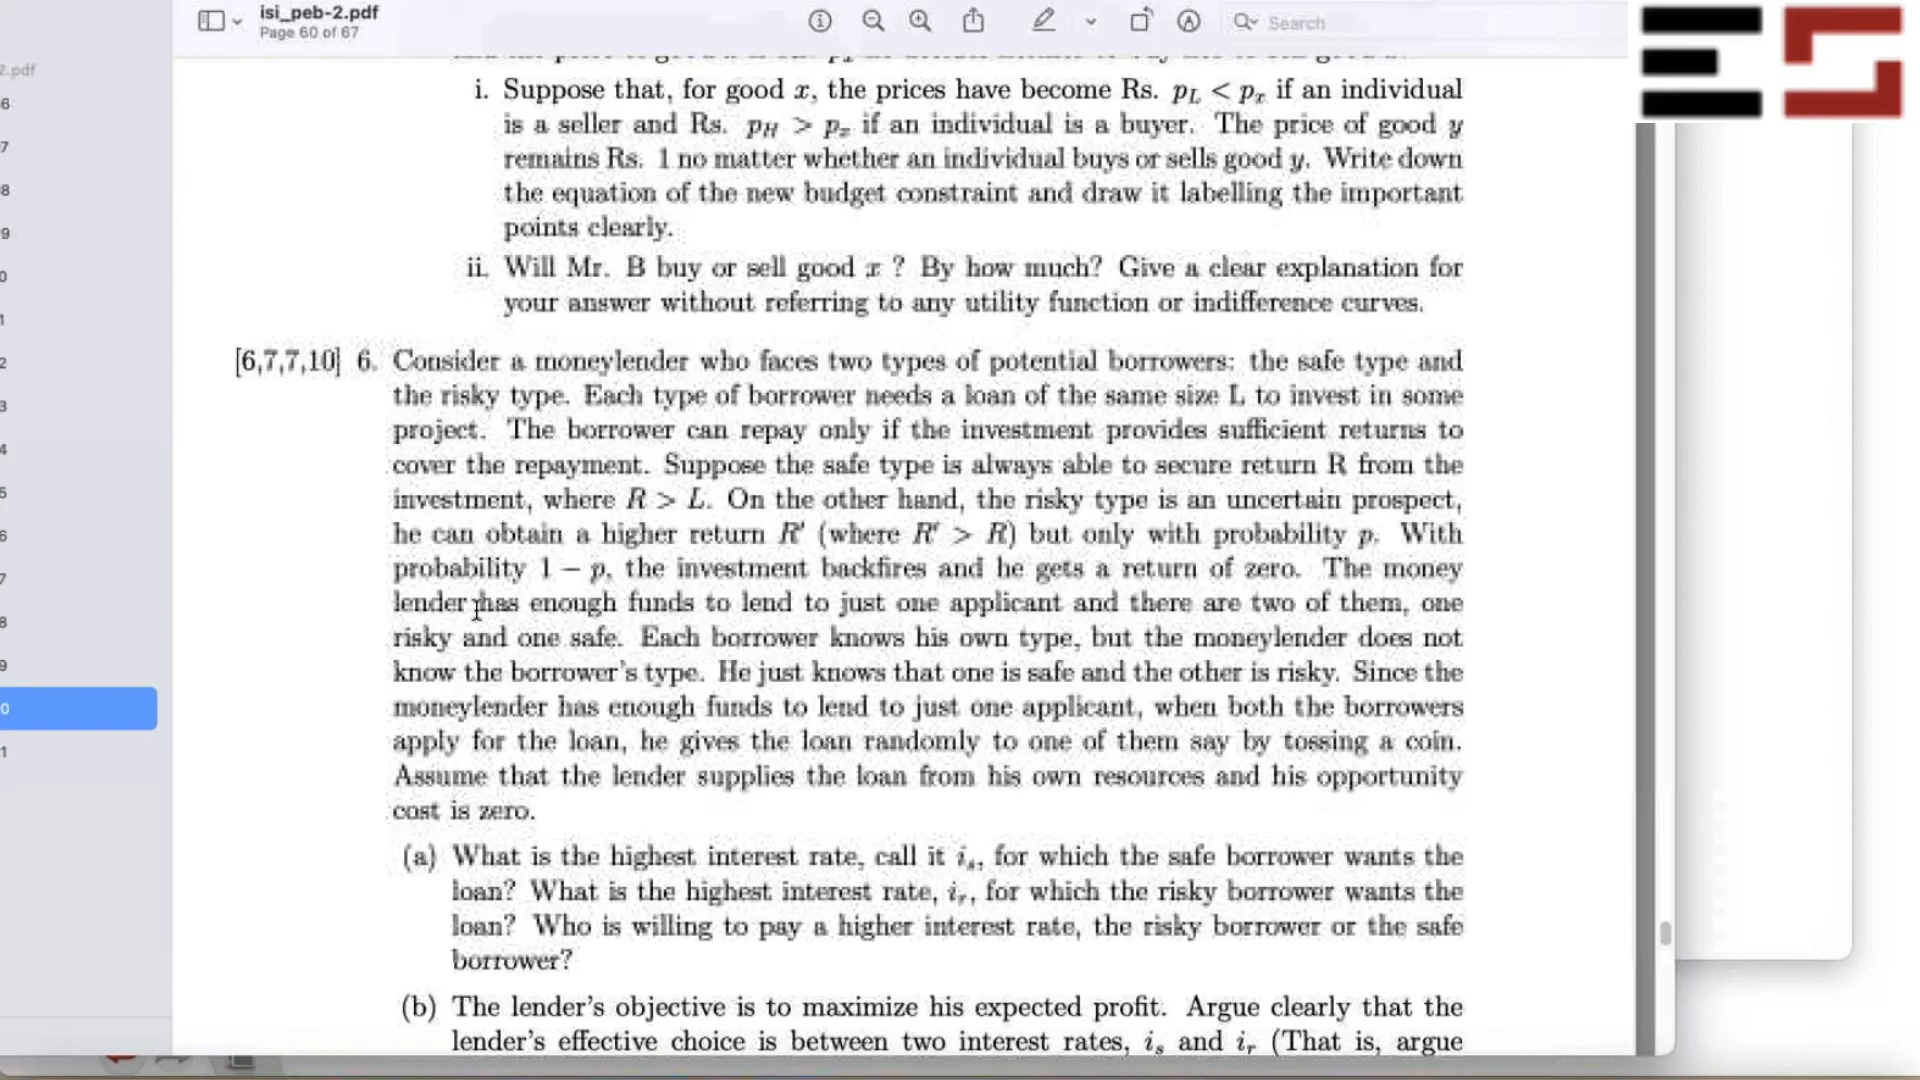 isi_peb-2.pdf
Page 60 of 67
Search
2.pdf
6
7
8
9
0
1
2
3
4
5
6
7
8
9
0
1
i. Suppose that, for good x, the prices have become Rs. p_L < p_x if an individual
is a seller and Rs. p_H > p_x if an individual is a buyer. The price of good y
remains Rs. 1 no matter whether an individual buys or sells good y. Write down
the equation of the new budget constraint and draw it labelling the important
points clearly.
ii. Will Mr. B buy or sell good x ? By how much? Give a clear explanation for
your answer without referring to any utility function or indifference curves.
[6,7,7,10] 6. Consider a moneylender who faces two types of potential borrowers: the safe type and
the risky type. Each type of borrower needs a loan of the same size L to invest in some
project. The borrower can repay only if the investment provides sufficient returns to
cover the repayment. Suppose the safe type is always able to secure return R from the
investment, where R > L. On the other hand, the risky type is an uncertain prospect,
he can obtain a higher return R' (where R' > R) but only with probability p. With
probability 1 − p, the investment backfires and he gets a return of zero. The money
lender has enough funds to lend to just one applicant and there are two of them, one
risky and one safe. Each borrower knows his own type, but the moneylender does not
know the borrower's type. He just knows that one is safe and the other is risky. Since the
moneylender has enough funds to lend to just one applicant, when both the borrowers
apply for the loan, he gives the loan randomly to one of them say by tossing a coin.
Assume that the lender supplies the loan from his own resources and his opportunity
cost is zero.
(a) What is the highest interest rate, call it i_s, for which the safe borrower wants the
loan? What is the highest interest rate, i_r, for which the risky borrower wants the
loan? Who is willing to pay a higher interest rate, the risky borrower or the safe
borrower?
(b) The lender's objective is to maximize his expected profit. Argue clearly that the
lender's effective choice is between two interest rates, i_s and i_r (That is, argue
ES